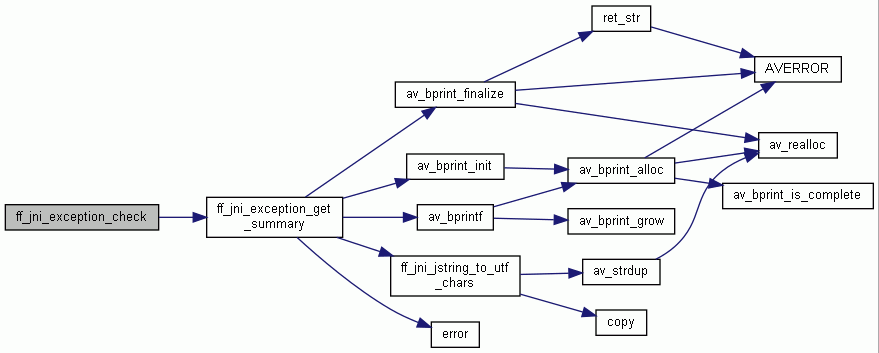 ret_str
AVERROR
av_bprint_finalize
av_realloc
av_bprint_init
av_bprint_alloc
av_bprint_is_complete
ff_jni_exception_check
ff_jni_exception_get
_summary
av_bprintf
av_bprint_grow
ff_jni_jstring_to_utf
_chars
av_strdup
copy
error